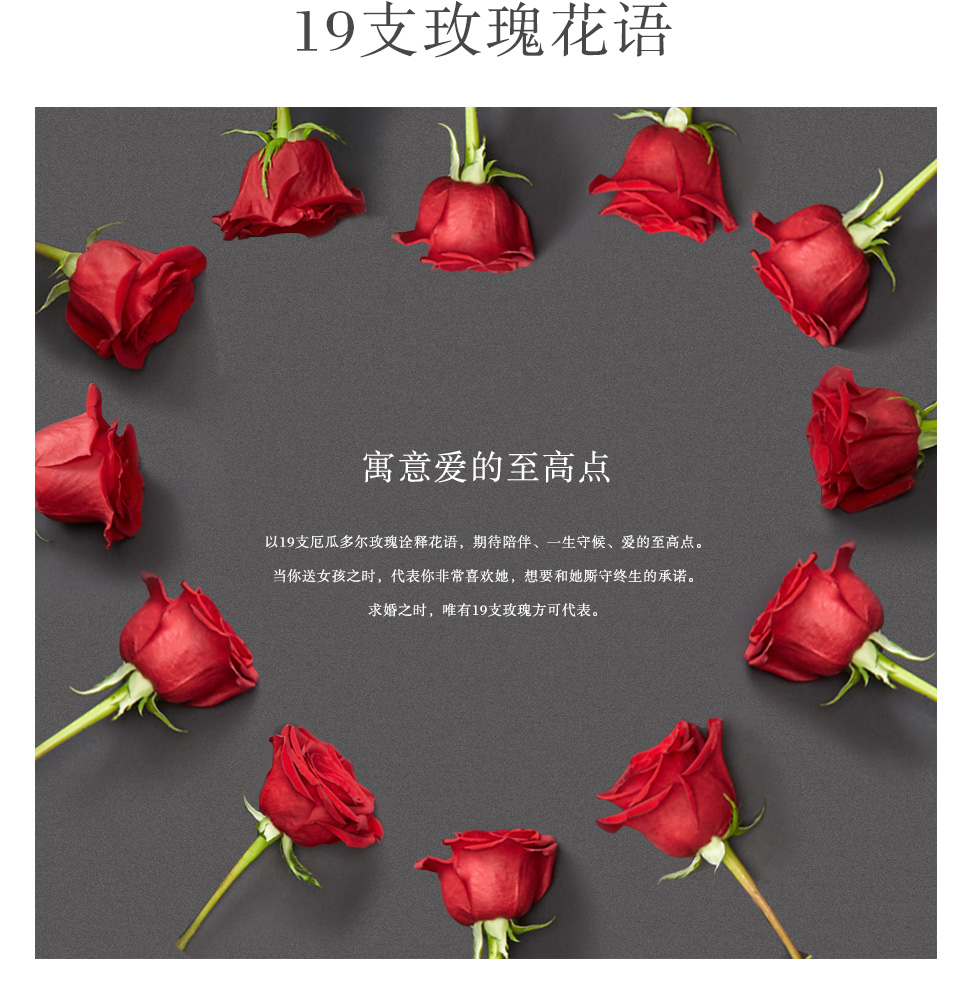 19支玫瑰花语
寓意爱的至高点
以19支厄瓜多尔玫瑰诠释花语，期待陪伴、一生守候、爱的至高点。
当你送女孩之时，代表你非常喜欢她，想要和她厮守终生的承诺。
求婚之时，唯有19支玫瑰方可代表。